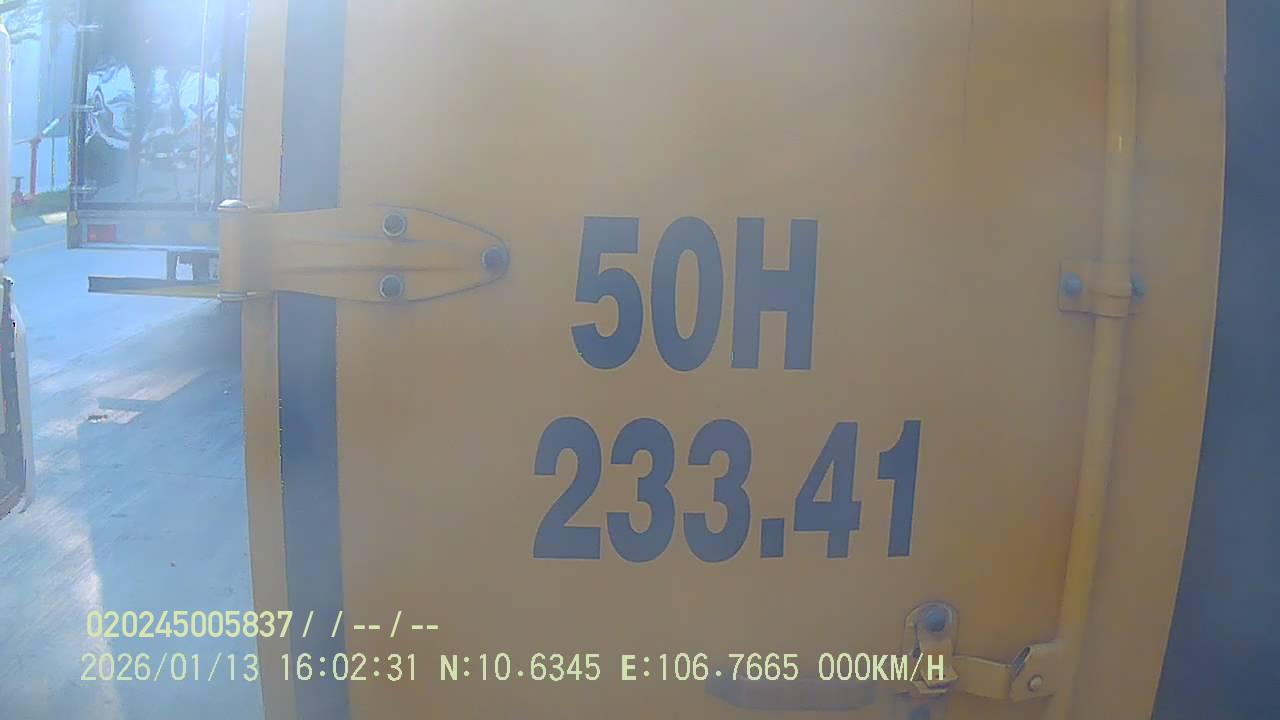 50H
233.41
020245005837/ /--/--
2026/01/13 16:02:31 N:10.6345 E:106.7665 000KM/H